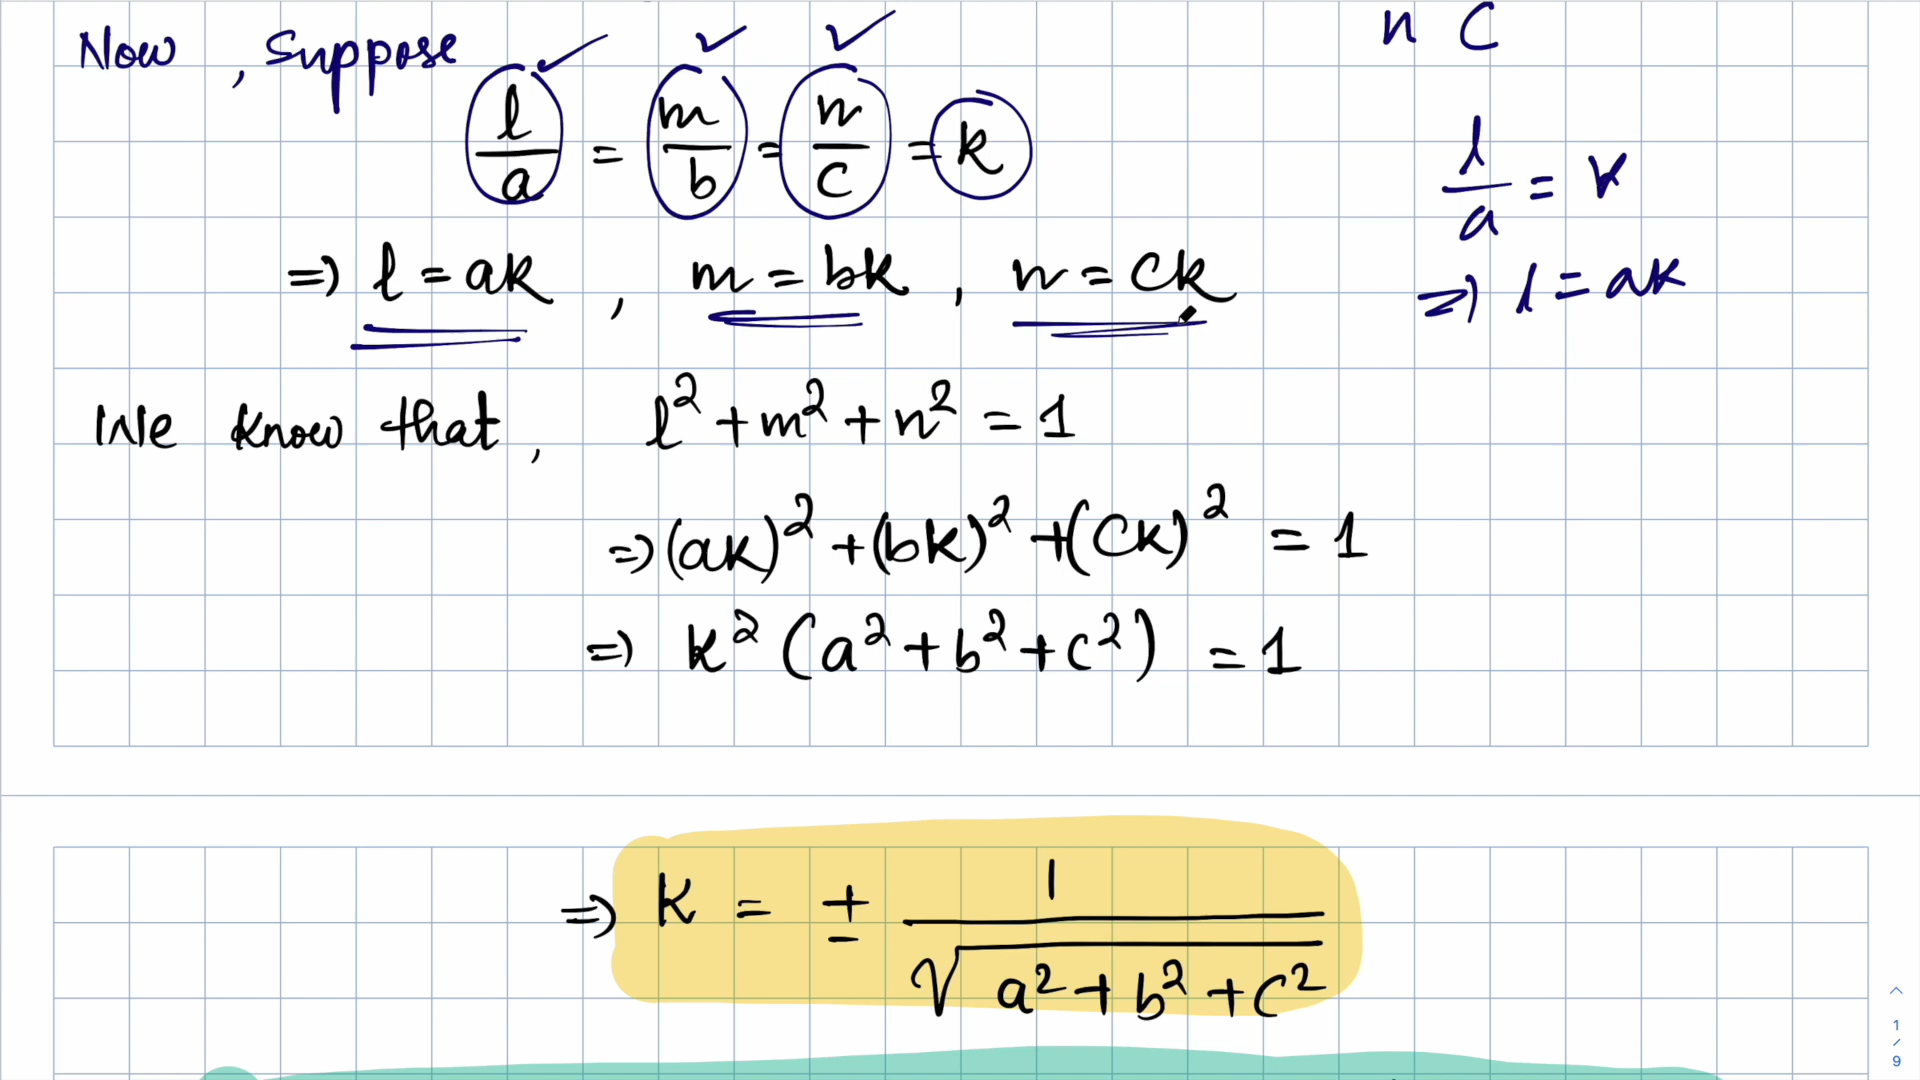 Now, Suppose
l/a = m/b = n/c = k
⇒ l = ak, m = bk, n = ck
n c
l/a = k
⇒ l = ak
We know that, l² + m² + n² = 1
⇒ (ak)² + (bk)² + (ck)² = 1
⇒ k² (a² + b² + c²) = 1
⇒ k = ± 1/√(a² + b² + c²)
1/9